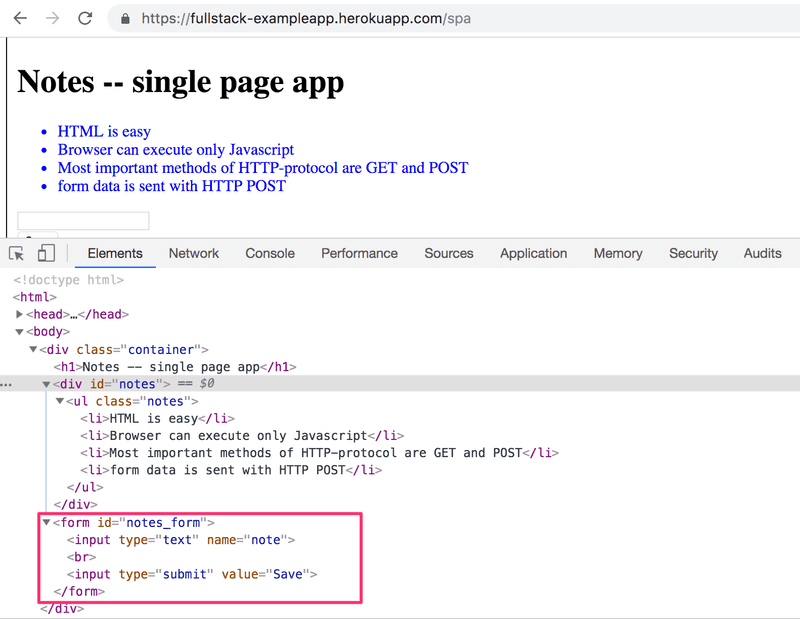 https://fullstack-exampleapp.herokuapp.com/spa
Notes -- single page app
HTML is easy
Browser can execute only Javascript
Most important methods of HTTP-protocol are GET and POST
form data is sent with HTTP POST
Elements Network Console Performance Sources Application Memory Security Audits
<!doctype html>
<html>
<head>…</head>
<body>
<div class="container">
<h1>Notes -- single page app</h1>
<div id="notes"> == $0
<ul class="notes">
<li>HTML is easy</li>
<li>Browser can execute only Javascript</li>
<li>Most important methods of HTTP-protocol are GET and POST</li>
<li>form data is sent with HTTP POST</li>
</ul>
</div>
<form id="notes_form">
<input type="text" name="note">
<br>
<input type="submit" value="Save">
</form>
</div>